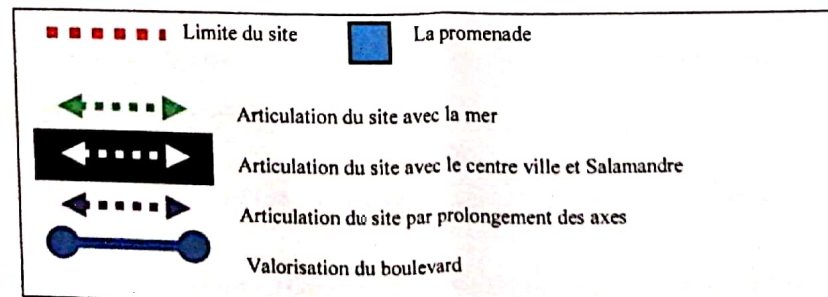 Limite du site La promenade
Articulation du site avec la mer
Articulation du site avec le centre ville et Salamandre
Articulation du site par prolongement des axes
Valorisation du boulevard